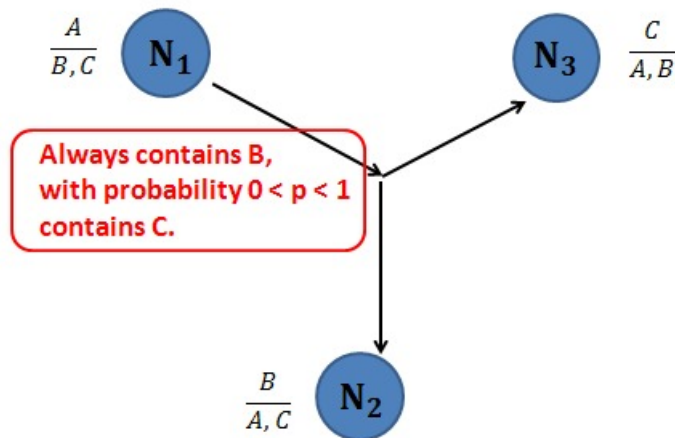 A
B, C
N1
N3
C
A, B
Always contains B,
with probability 0 < p < 1
contains C.
B
A, C
N2